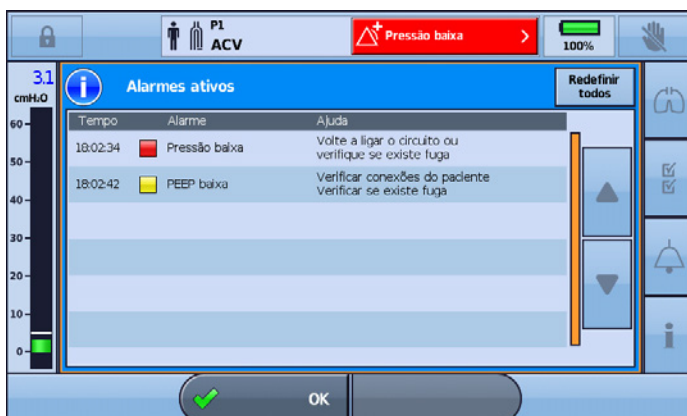 P1
ACV
Pressão baixa
100%
3.1
cmH₂O
Alarmes ativos
Redefinir
todos
Tempo Alarme Ajuda
18:02:34 Pressão baixa Volte a ligar o circuito ou
verifique se existe fuga
18:02:42 PEEP baixa Verificar conexões do paciente
Verificar se existe fuga
60
50
40
30
20
10
0
OK